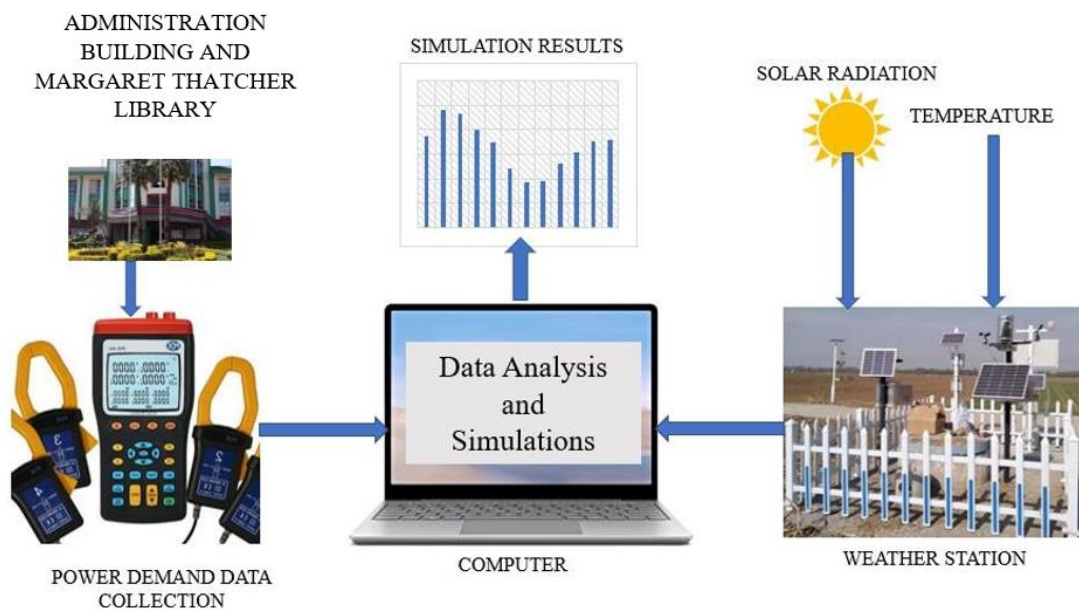 ADMINISTRATION
BUILDING AND
MARGARET THATCHER
LIBRARY
SIMULATION RESULTS
SOLAR RADIATION
TEMPERATURE
Data Analysis
and
Simulations
POWER DEMAND DATA
COLLECTION
COMPUTER
WEATHER STATION